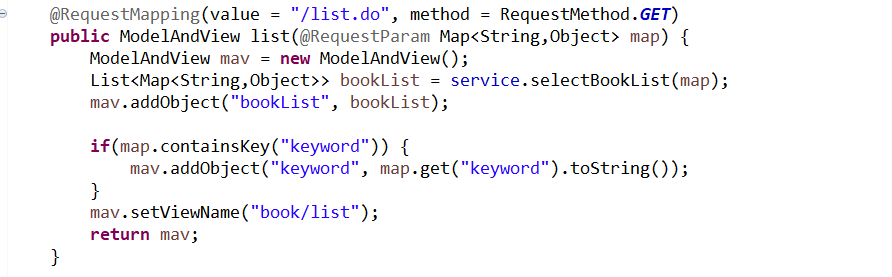 @RequestMapping(value = "/list.do", method = RequestMethod.GET)
public ModelAndView list(@RequestParam Map<String,Object> map) {
    ModelAndView mav = new ModelAndView();
    List<Map<String,Object>> bookList = service.selectBookList(map);
    mav.addObject("bookList", bookList);

    if(map.containsKey("keyword")) {
        mav.addObject("keyword", map.get("keyword").toString());
    }
    mav.setViewName("book/list");
    return mav;
}